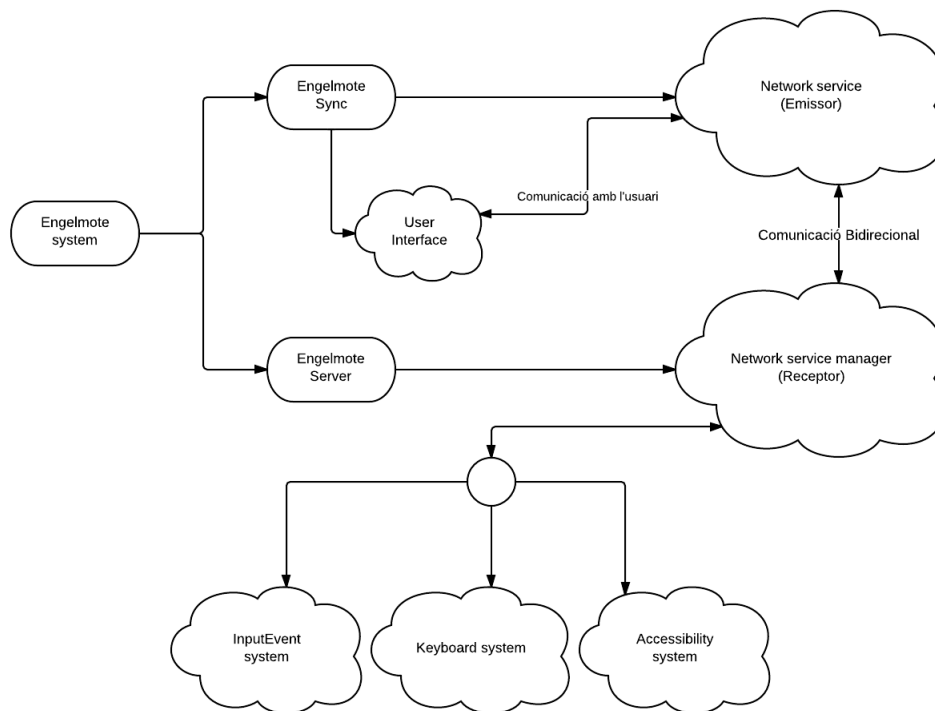 Engelmote
Sync
Network service
(Emissor)
Engelmote
system
User
Interface
Comunicació amb l'usuari
Comunicació Bidirecional
Engelmote
Server
Network service manager
(Receptor)
InputEvent
system
Keyboard system
Accessibility
system